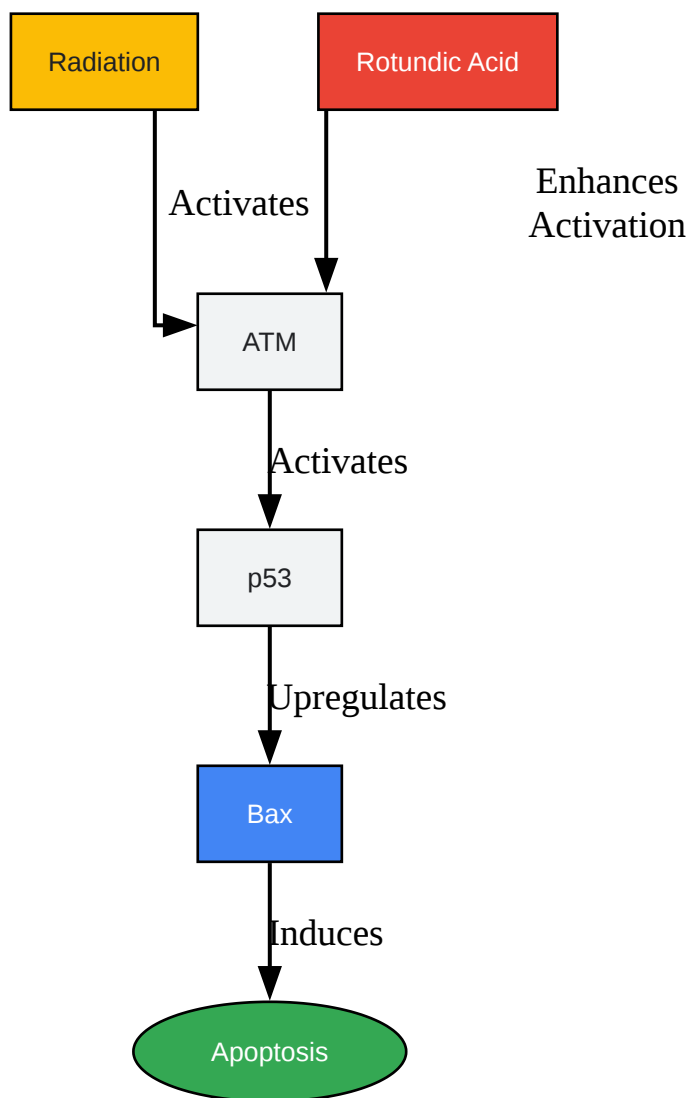 Radiation
Rotundic Acid
Activates
Enhances
Activation
ATM
Activates
p53
Upregulates
Bax
Induces
Apoptosis